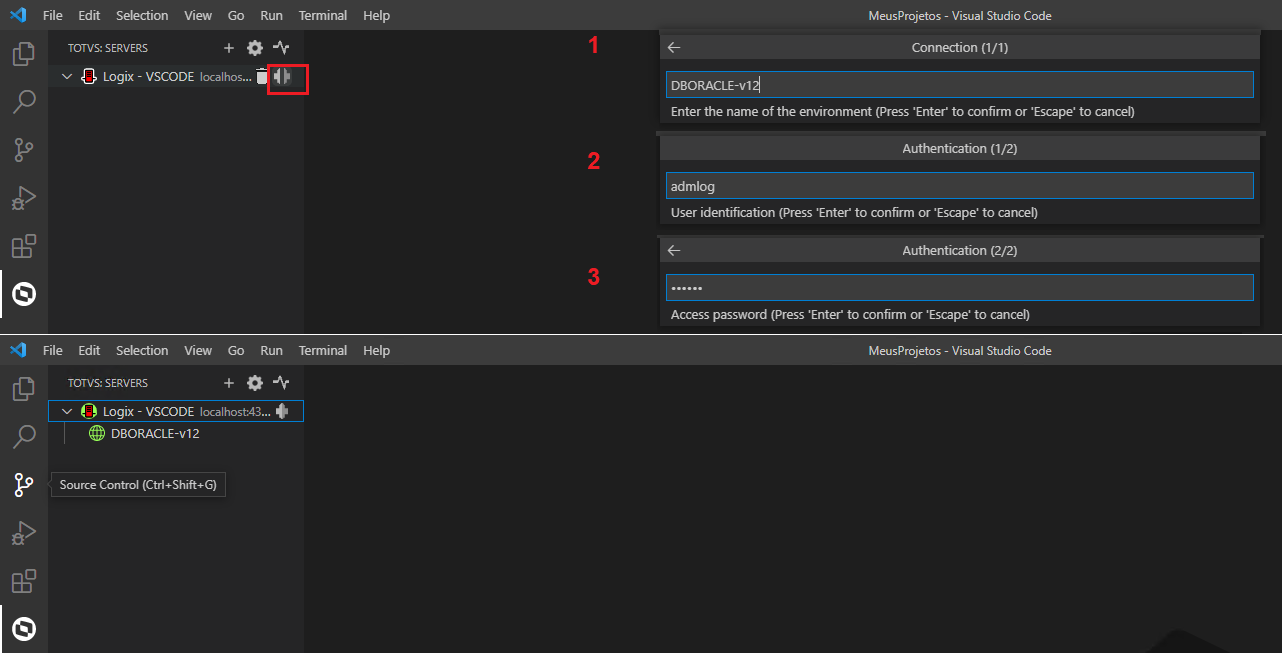 File Edit Selection View Go Run Terminal Help
MeusProjetos - Visual Studio Code
TOTVS: SERVERS
Logix - VSCODE localhos...
1
Connection (1/1)
DBORACLE-v12
Enter the name of the environment (Press 'Enter' to confirm or 'Escape' to cancel)
2
Authentication (1/2)
admlog
User identification (Press 'Enter' to confirm or 'Escape' to cancel)
3
Authentication (2/2)
••••••
Access password (Press 'Enter' to confirm or 'Escape' to cancel)
File Edit Selection View Go Run Terminal Help
MeusProjetos - Visual Studio Code
TOTVS: SERVERS
Logix - VSCODE localhost:43...
DBORACLE-v12
Source Control (Ctrl+Shift+G)